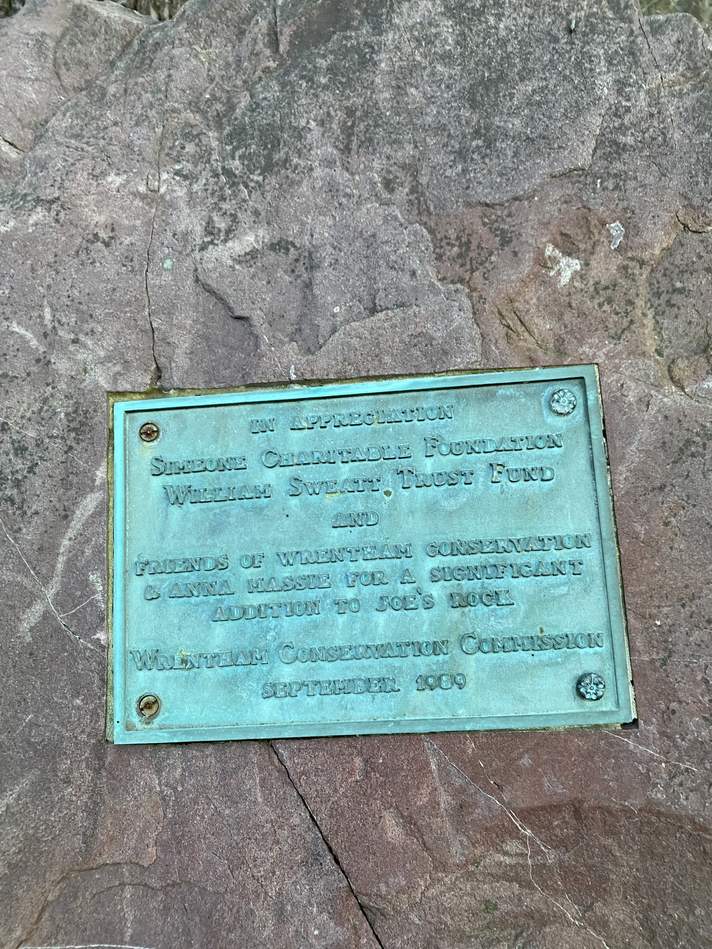 IN APPRECIATION
SIMEONE CHARITABLE FOUNDATION
WILLIAM SWEATT TRUST FUND
AND
FRIENDS OF WRENTHAM CONSERVATION
& ANNA MASSIE FOR A SIGNIFICANT
ADDITION TO JOE'S ROCK
WRENTHAM CONSERVATION COMMISSION
SEPTEMBER 1989